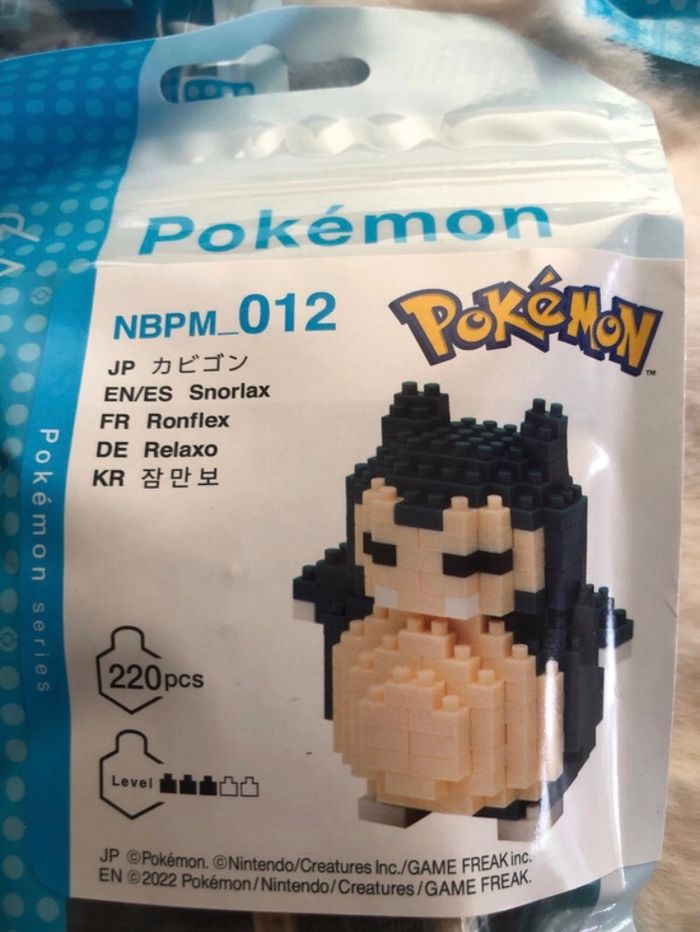 Pokémon
NBPM_012
POKéMON
TM
JP カビゴン
EN/ES Snorlax
FR Ronflex
DE Relaxo
KR 잠만보
Pokémon series
220pcs
Level
JP ©Pokémon. ©Nintendo/Creatures Inc./GAME FREAK inc.
EN ©2022 Pokémon/Nintendo/Creatures/GAME FREAK.